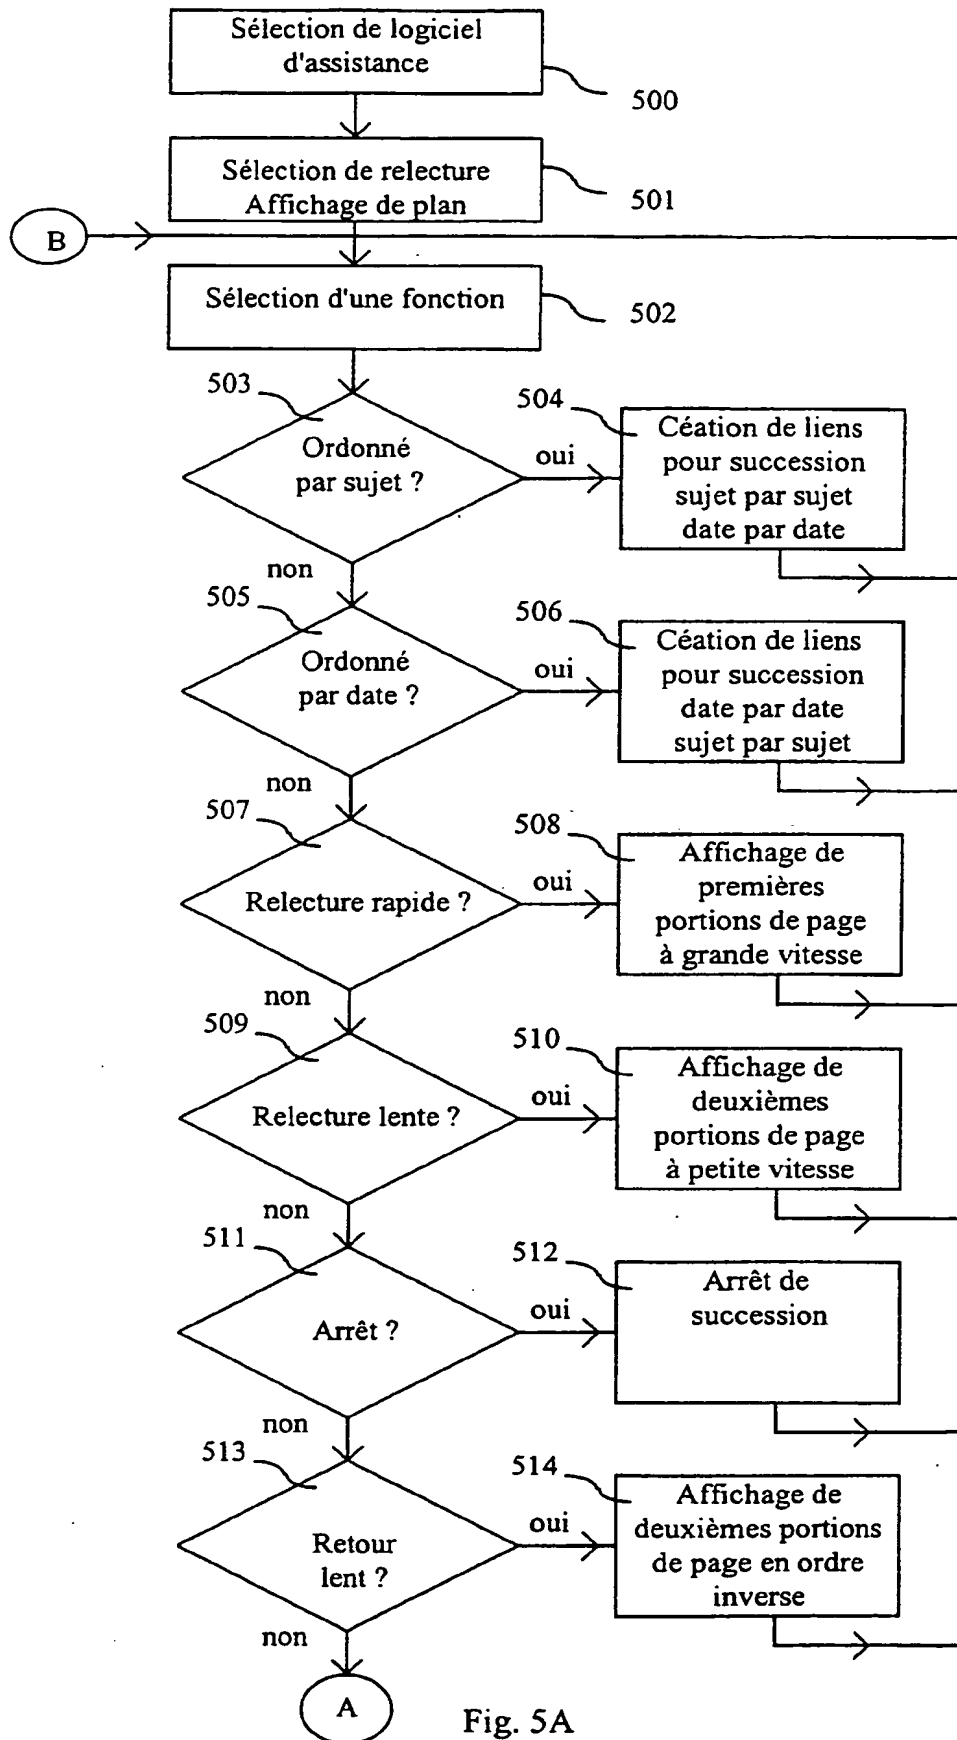 Sélection de logiciel
d'assistance
500
Sélection de relecture
Affichage de plan
501
B
Sélection d'une fonction
502
503
Ordonné
par sujet ?
oui
504
Céation de liens
pour succession
sujet par sujet
date par date
non
505
Ordonné
par date ?
oui
506
Céation de liens
pour succession
date par date
sujet par sujet
non
507
Relecture rapide ?
oui
508
Affichage de
premières
portions de page
à grande vitesse
non
509
Relecture lente ?
oui
510
Affichage de
deuxièmes
portions de page
à petite vitesse
non
511
Arrêt ?
oui
512
Arrêt de
succession
non
513
Retour
lent ?
oui
514
Affichage de
deuxièmes portions
de page en ordre
inverse
non
A
Fig. 5A